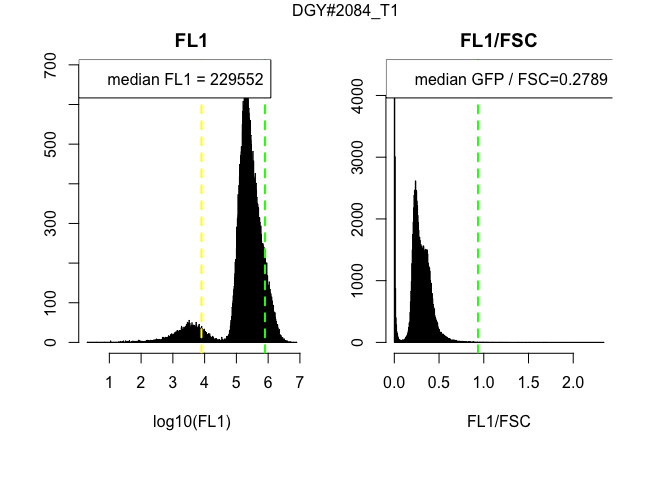 DGY#2084_T1
FL1
FL1/FSC
median FL1 = 229552
median GFP / FSC=0.2789
0
100
300
500
700
0
1000
2000
3000
4000
1 2 3 4 5 6 7
0.0 0.5 1.0 1.5 2.0
log10(FL1)
FL1/FSC